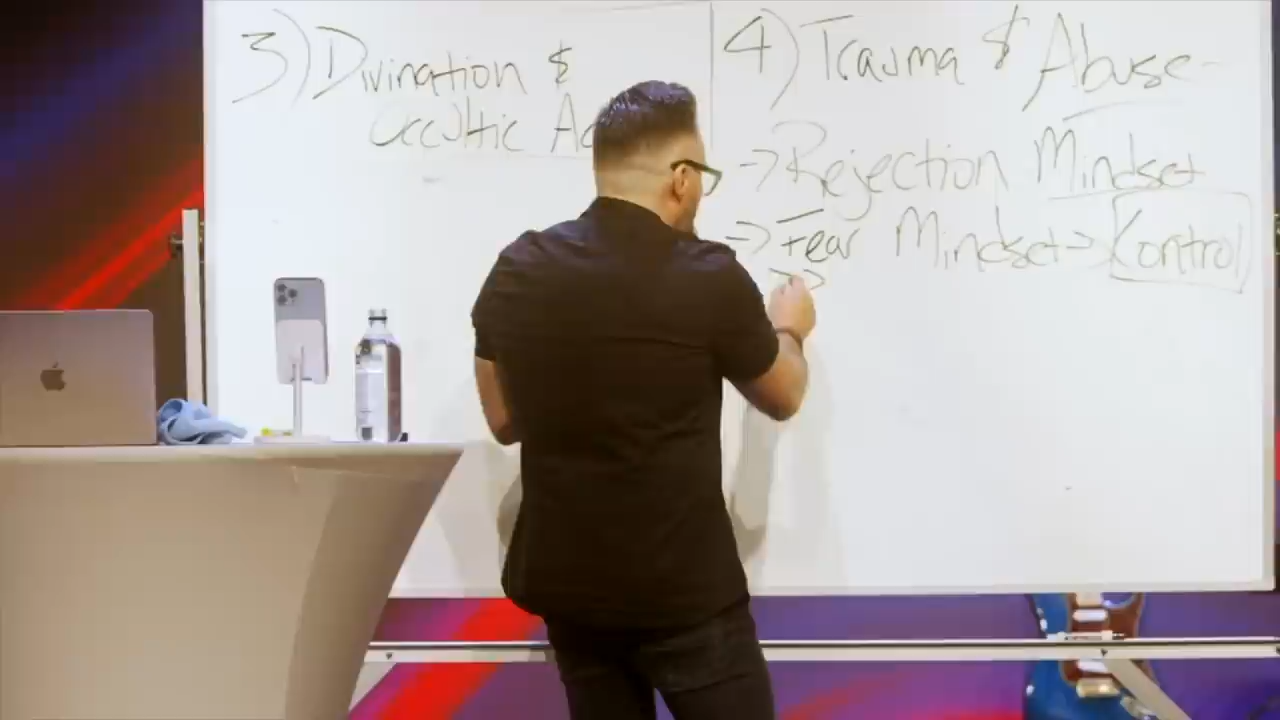 3) Divination &
Occultic
4) Trauma & Abuse
-> Rejection Mindset
-> Fear Mindset -> Control